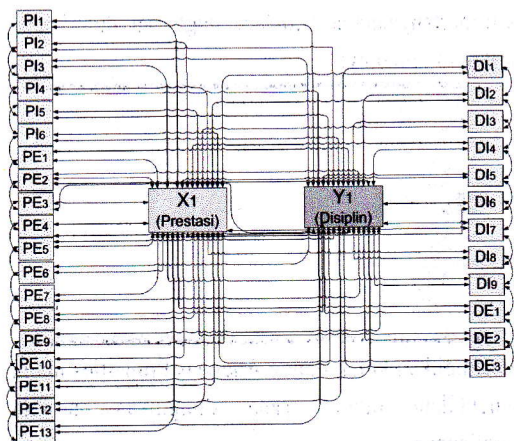 PI1
PI2
PI3
PI4
PI5
PI6
PE1
PE2
PE3
PE4
PE5
PE6
PE7
PE8
PE9
PE10
PE11
PE12
PE13
X1
(Prestasi)
Y1
(Disiplin)
DI1
DI2
DI3
DI4
DI5
DI6
DI7
DI8
DI9
DE1
DE2
DE3